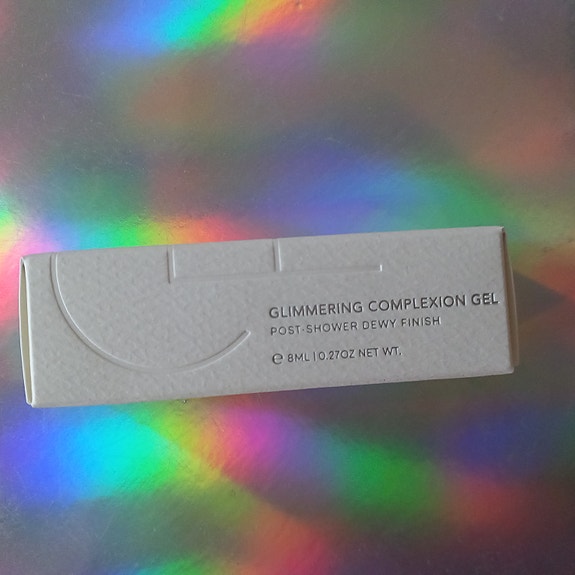 GLIMMERING COMPLEXION GEL
POST-SHOWER DEWY FINISH
℮ 8ML | 0.27OZ NET WT.